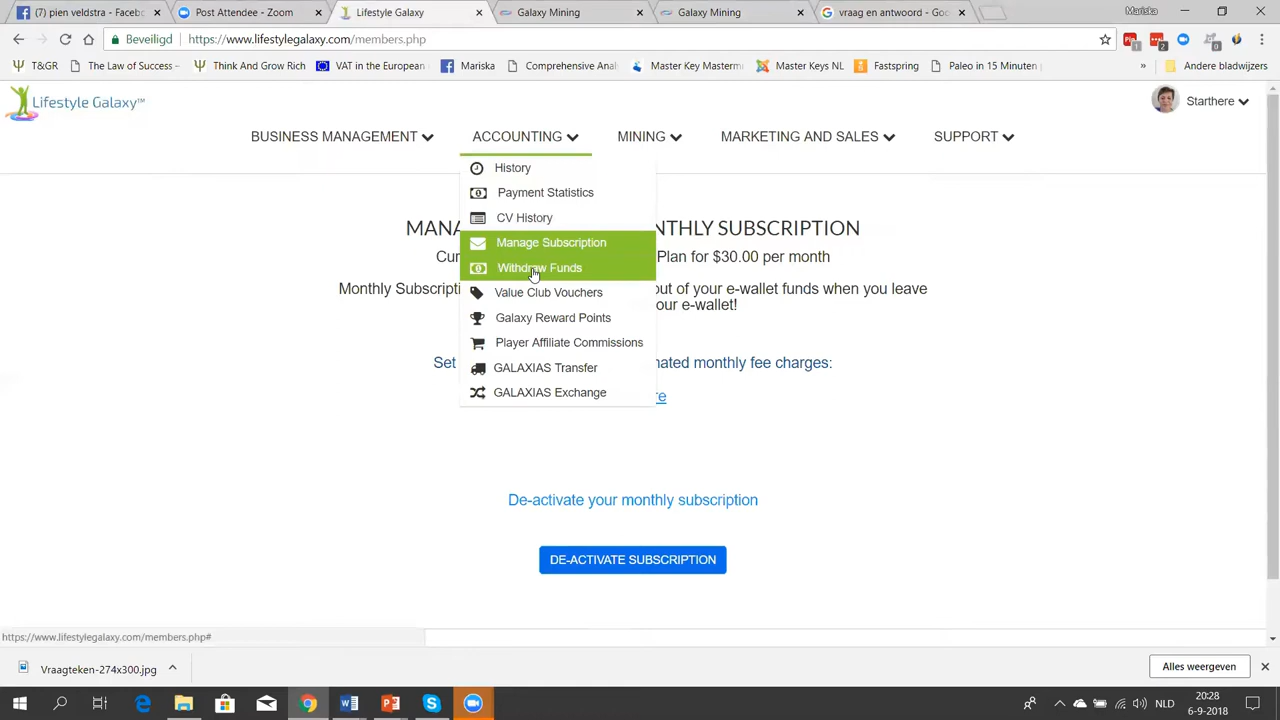 pien veldstra - Faceb
Post Attendee - Zoom
Lifestyle Galaxy
Galaxy Mining
Galaxy Mining
vraag en antwoord - Goo
Mariska
Beveiligd
https://www.lifestylegalaxy.com/members.php
T&GR
The Law of Success –
Think And Grow Rich
VAT in the European
Mariska
Comprehensive Anal
Master Key Masterm
Master Keys NL
Fastspring
Paleo in 15 Minuten
»
Andere bladwijzers
Lifestyle Galaxy™
Starthere
BUSINESS MANAGEMENT
ACCOUNTING
MINING
MARKETING AND SALES
SUPPORT
History
Payment Statistics
CV History
Manage Subscription
Withdraw Funds
Value Club Vouchers
Galaxy Reward Points
Player Affiliate Commissions
GALAXIAS Transfer
GALAXIAS Exchange
MANA NTHLY SUBSCRIPTION
Cur Plan for $30.00 per month
Monthly Subscripti out of your e-wallet funds when you leave
our e-wallet!
Set mated monthly fee charges:
re
De-activate your monthly subscription
DE-ACTIVATE SUBSCRIPTION
https://www.lifestylegalaxy.com/members.php#
Vraagteken-274x300.jpg
Alles weergeven
NLD
20:28
6-9-2018